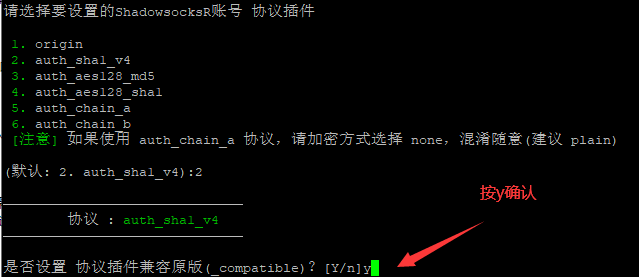 请选择要设置的ShadowsocksR账号 协议插件
1. origin
2. auth_sha1_v4
3. auth_aes128_md5
4. auth_aes128_sha1
5. auth_chain_a
6. auth_chain_b
[注意] 如果使用 auth_chain_a 协议，请加密方式选择 none，混淆随意(建议 plain)
(默认: 2. auth_sha1_v4):2
协议 : auth_sha1_v4
按y确认
是否设置 协议插件兼容原版(_compatible)？[Y/n]y